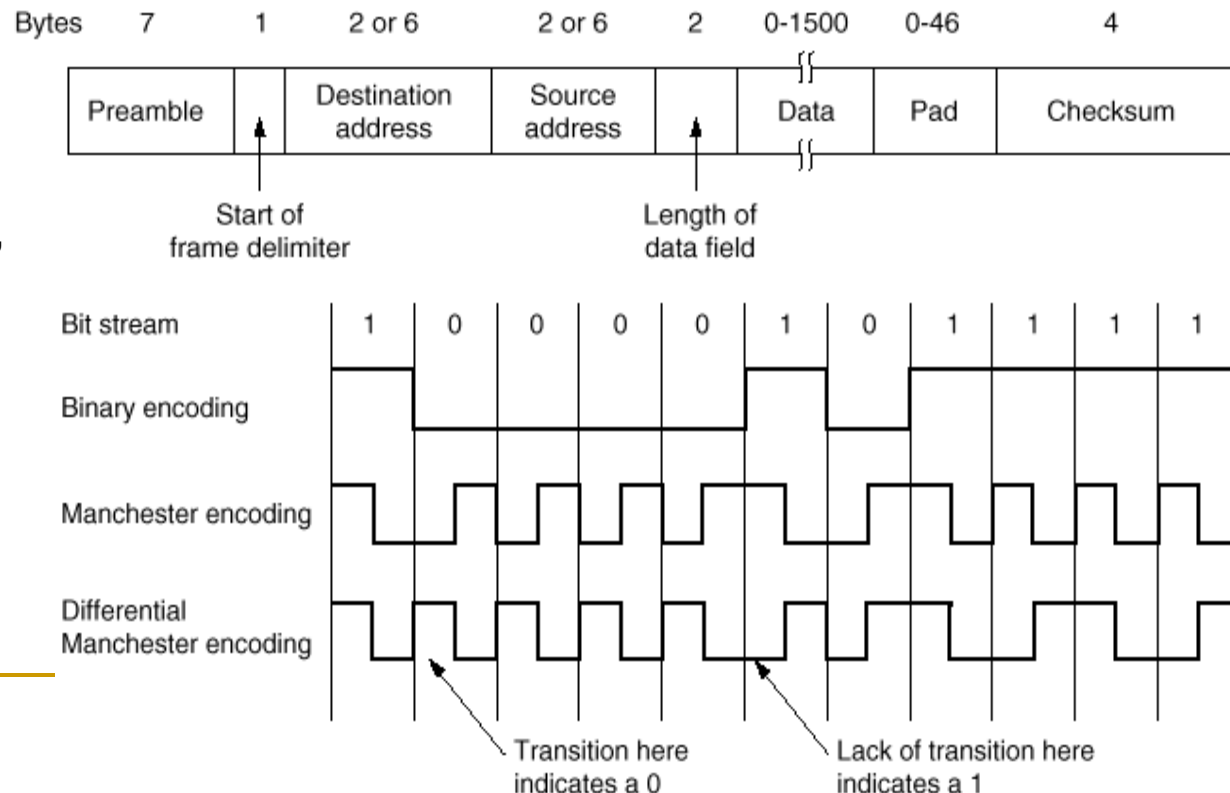 Bytes 7 1 2 or 6 2 or 6 2 0-1500 0-46 4
Preamble
Destination
address
Source
address
Data
Pad
Checksum
Start of
frame delimiter
Length of
data field
Bit stream 1 0 0 0 0 1 0 1 1 1 1
Binary encoding
Manchester encoding
Differential
Manchester encoding
Transition here
indicates a 0
Lack of transition here
indicates a 1